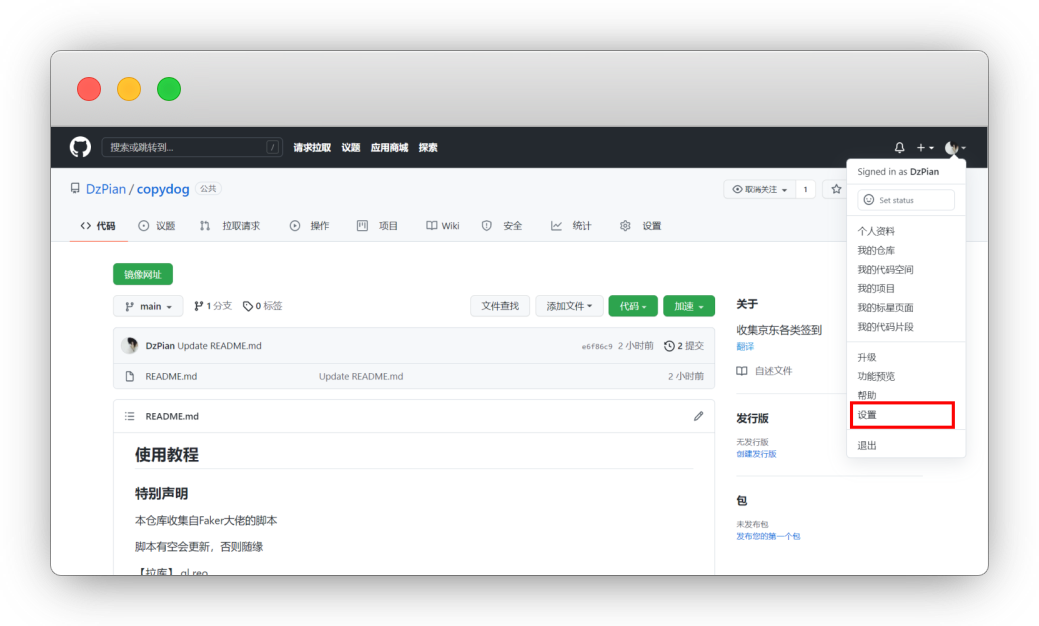 搜索或跳转到... / 请求拉取 议题 应用商城 探索
Signed in as DzPian
DzPian / copydog 公共 取消关注 1
Set status
代码 议题 拉取请求 操作 项目 Wiki 安全 统计 设置
个人资料
我的仓库
我的代码空间
我的项目
我的标星页面
我的代码片段
升级
功能预览
帮助
设置
退出
镜像网址
main 1 分支 0 标签 文件查找 添加文件 代码 加速
DzPian Update README.md e6f86c9 2 小时前 2 提交
README.md Update README.md 2 小时前
README.md
使用教程
特别声明
本仓库收集自Faker大佬的脚本
脚本有空会更新，否则随缘
【拉库】 ql reo
关于
收集京东各类签到
翻译
自述文件
发行版
无发行版
创建发行版
包
未发布包
发布您的第一个包